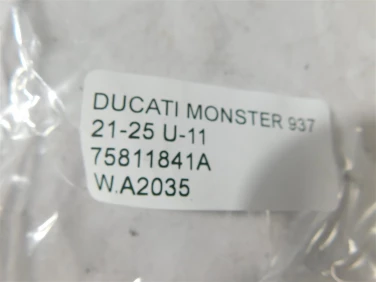 DUCATI MONSTER 937
21-25 U-11
75811841A
W.A2035